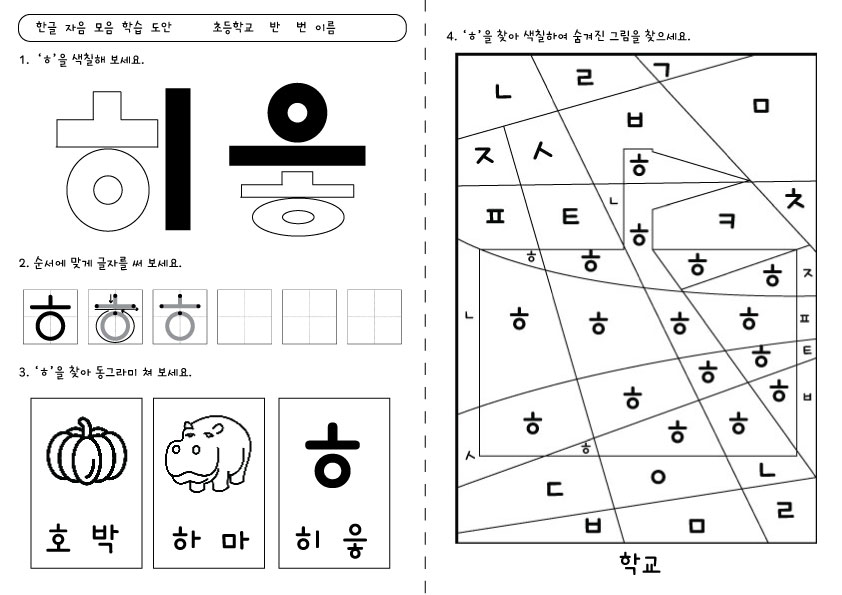 한글 자음 모음 학습 도안 초등학교 반 번 이름
1. ‘ㅎ’을 색칠해 보세요.
히 읗
2. 순서에 맞게 글자를 써 보세요.
ㅎ ㅎ ㅎ
3. ‘ㅎ’을 찾아 동그라미 쳐 보세요.
ㅎ
호박 하마 히읗
4. ‘ㅎ’을 찾아 색칠하여 숨겨진 그림을 찾으세요.
ㄴ ㄹ ㄱ ㅁ
ㅂ
ㅈ ㅅ ㅎ
ㅍ ㅌ ㄴ ㅎ ㅋ ㅊ
ㅎ ㅎ ㅎ ㅎ ㅈ
ㄴ ㅎ ㅎ ㅎ ㅎ ㅍ
ㅎ ㅌ
ㅎ ㅎ ㅎ ㅂ
ㅎ ㅎ ㅎ
ㅅ ㅎ
ㄷ ㅇ ㄴ
ㅂ ㅁ ㄹ
학교